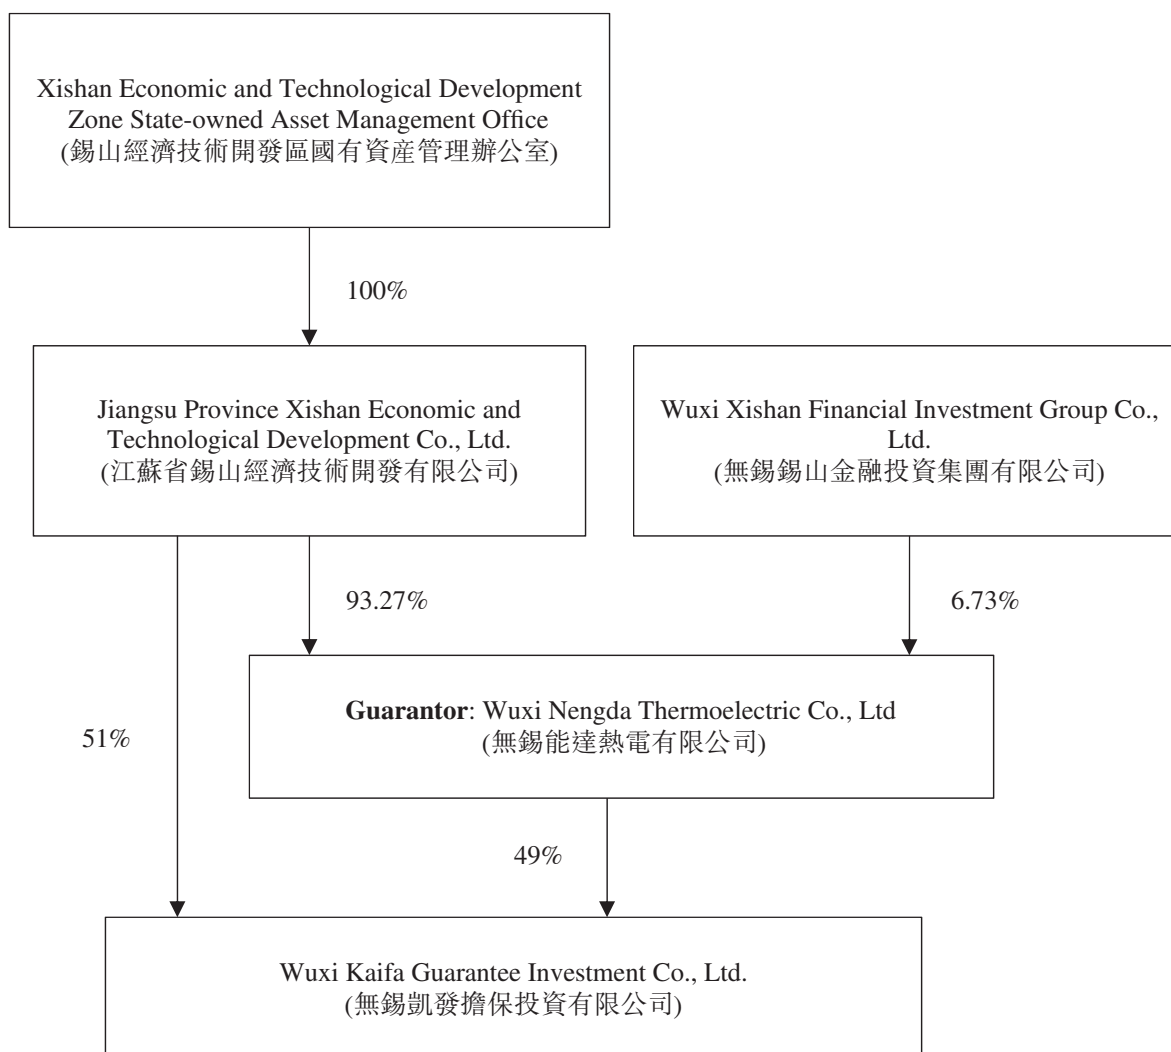 Xishan Economic and Technological Development
Zone State-owned Asset Management Office
(錫山經濟技術開發區國有資產管理辦公室)
100%
Jiangsu Province Xishan Economic and
Technological Development Co., Ltd.
(江蘇省錫山經濟技術開發有限公司)
Wuxi Xishan Financial Investment Group Co.,
Ltd.
(無錫錫山金融投資集團有限公司)
93.27%
6.73%
Guarantor: Wuxi Nengda Thermoelectric Co., Ltd
(無錫能達熱電有限公司)
51%
49%
Wuxi Kaifa Guarantee Investment Co., Ltd.
(無錫凱發擔保投資有限公司)